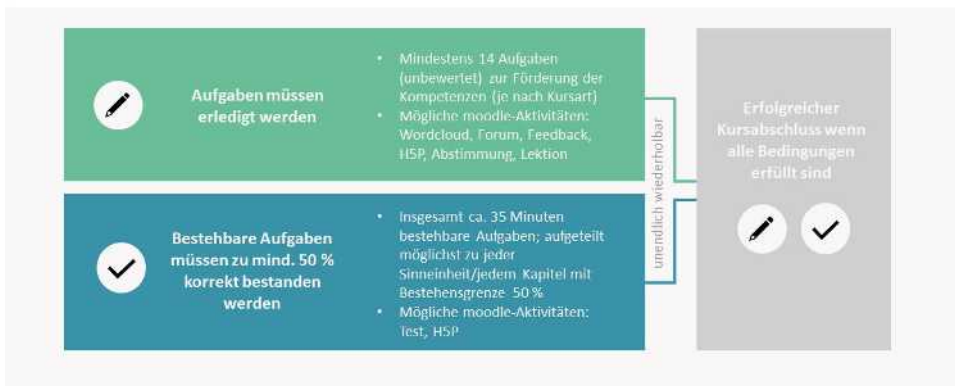 Aufgaben müssen
erledigt werden
• Mindestens 14 Aufgaben
(unbewertet) zur Förderung der
Kompetenzen (je nach Kursart)
• Mögliche moodle-Aktivitäten:
Wordcloud, Forum, Feedback,
H5P, Abstimmung, Lektion
Bestehbare Aufgaben
müssen zu mind. 50 %
korrekt bestanden
werden
• Insgesamt ca. 35 Minuten
bestehbare Aufgaben; aufgeteilt
möglichst zu jeder
Sinneinheit/jedem Kapitel mit
Bestehensgrenze 50 %
• Mögliche moodle-Aktivitäten:
Test, H5P
unendlich wiederholbar
Erfolgreicher
Kursabschluss wenn
alle Bedingungen
erfüllt sind